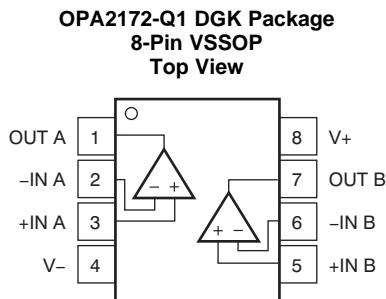 OPA2172-Q1 DGK Package
8-Pin VSSOP
Top View
OUT A 1 8 V+
−IN A 2 7 OUT B
− + 
+IN A 3 6 −IN B
+ −
V− 4 5 +IN B